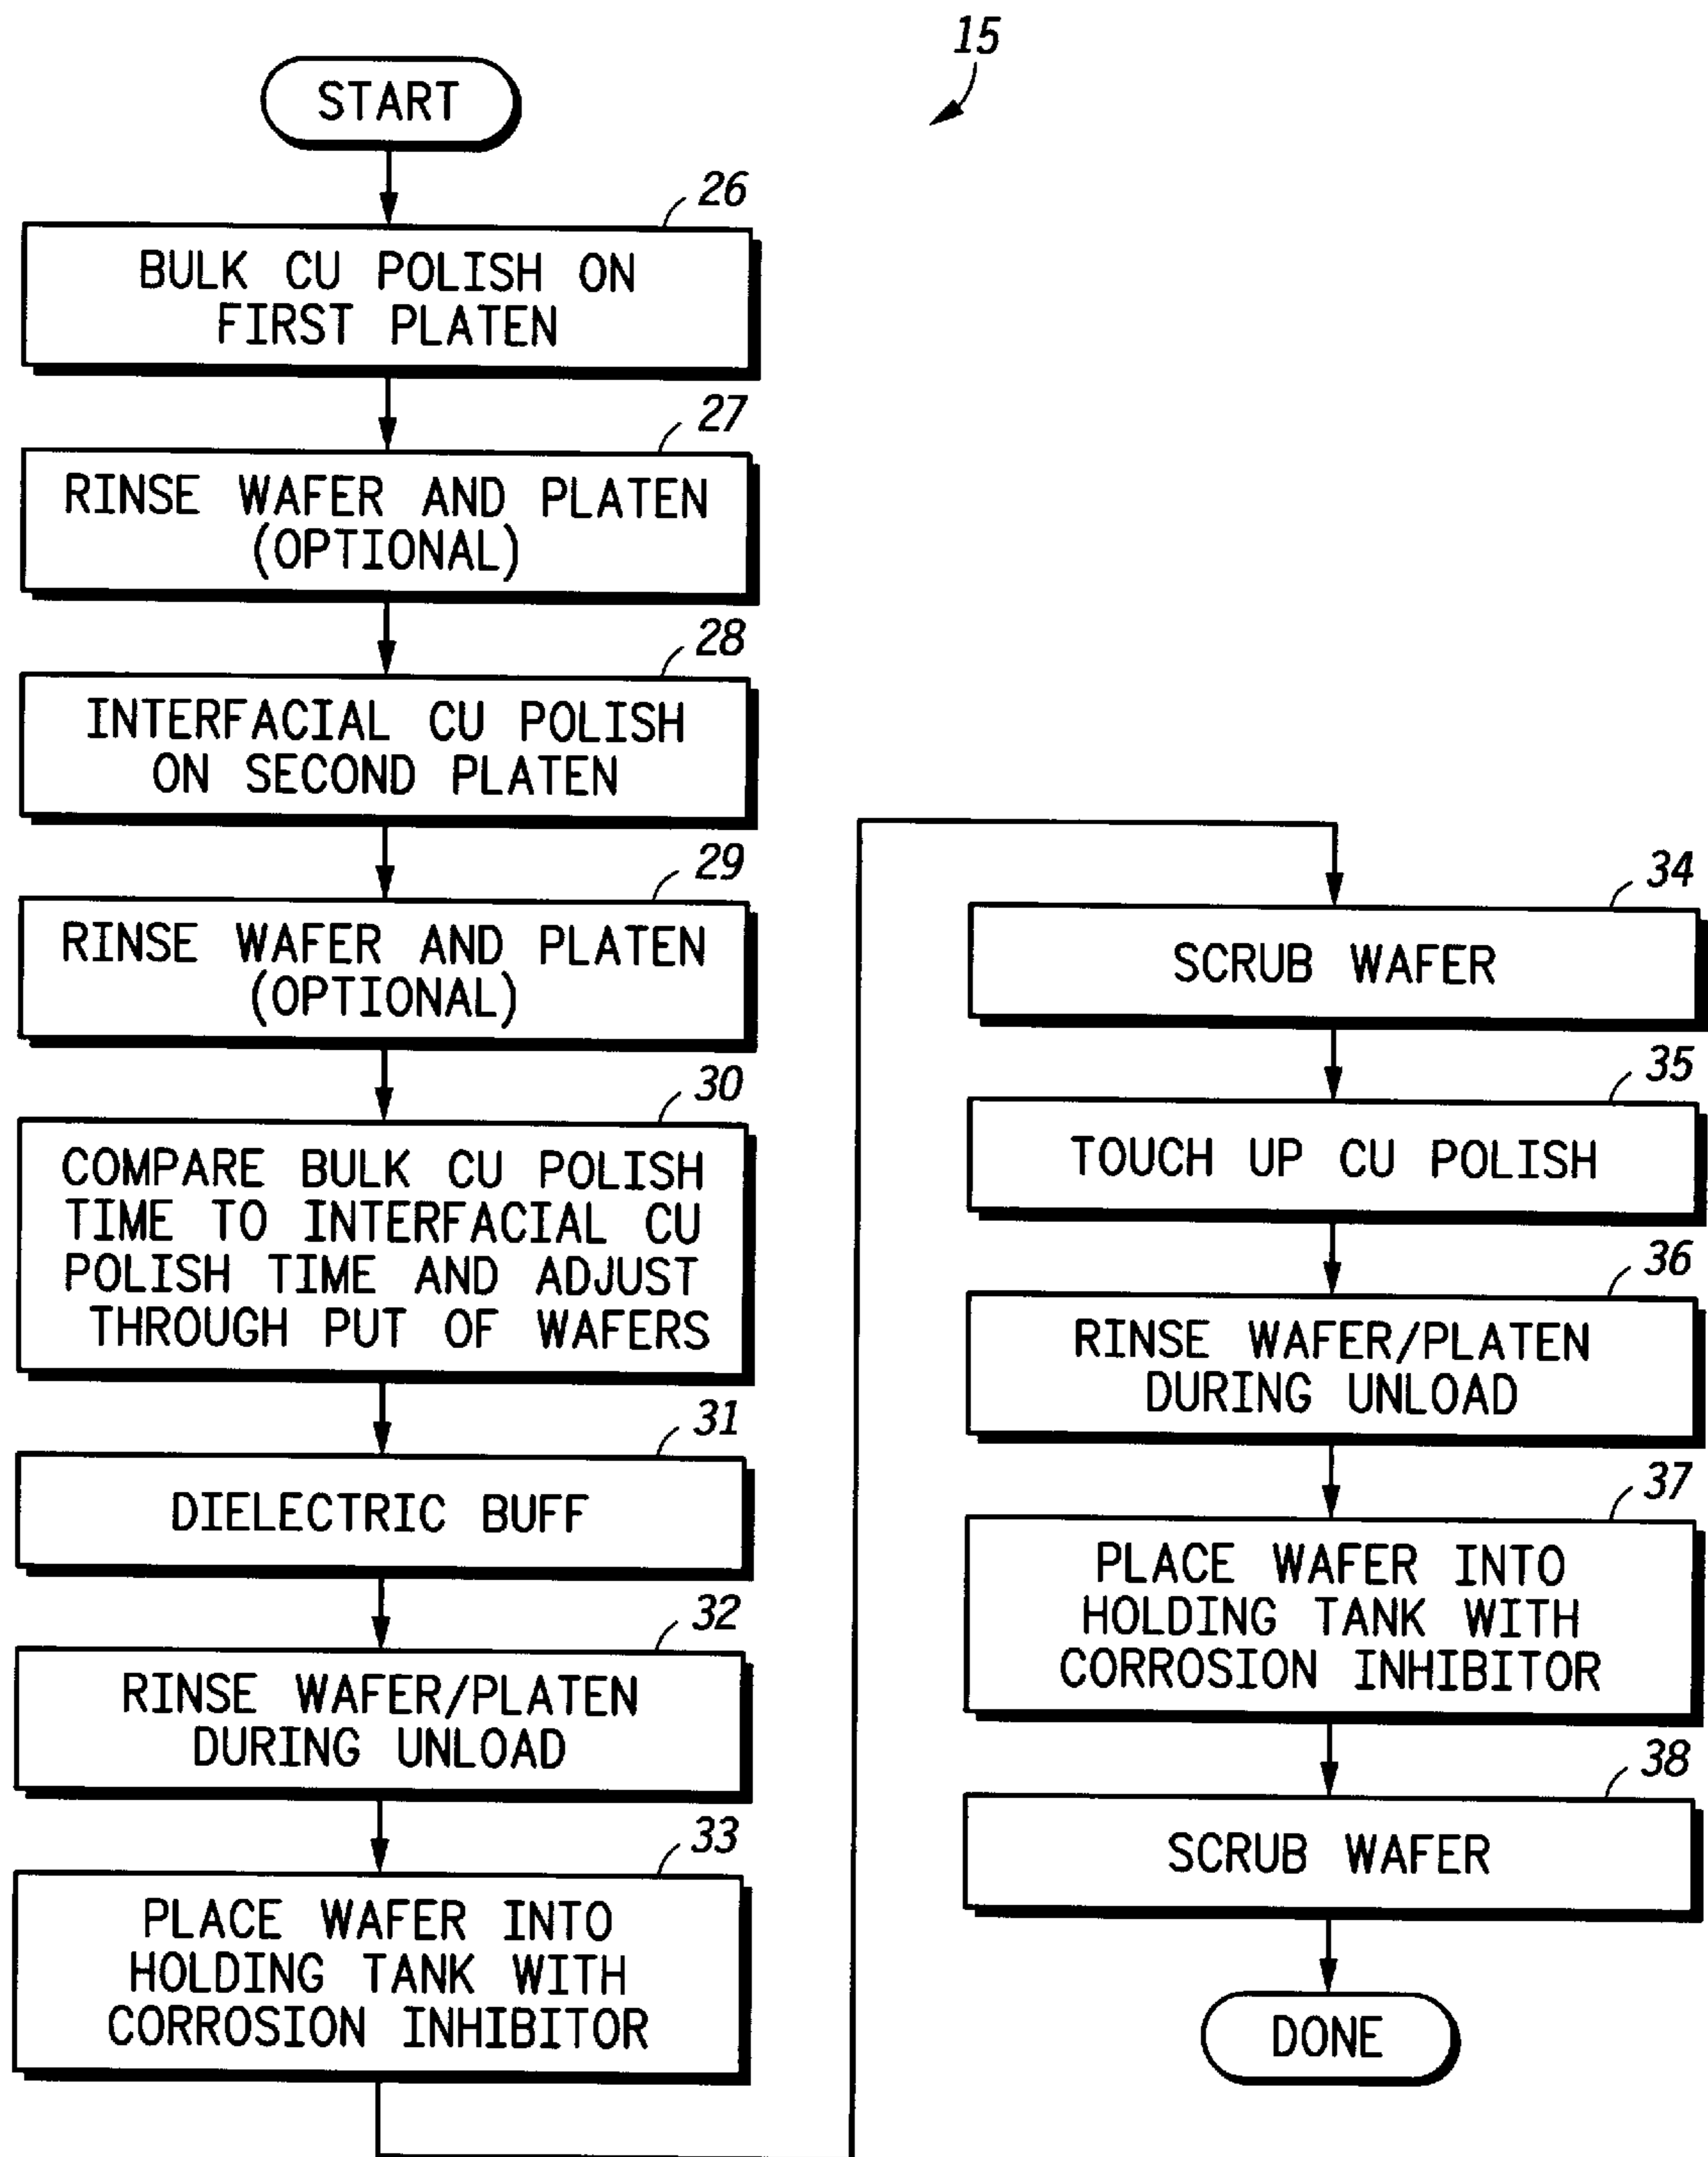 15
START
26
BULK CU POLISH ON
FIRST PLATEN
27
RINSE WAFER AND PLATEN
(OPTIONAL)
28
INTERFACIAL CU POLISH
ON SECOND PLATEN
29
RINSE WAFER AND PLATEN
(OPTIONAL)
30
COMPARE BULK CU POLISH
TIME TO INTERFACIAL CU
POLISH TIME AND ADJUST
THROUGH PUT OF WAFERS
31
DIELECTRIC BUFF
32
RINSE WAFER/PLATEN
DURING UNLOAD
33
PLACE WAFER INTO
HOLDING TANK WITH
CORROSION INHIBITOR
34
SCRUB WAFER
35
TOUCH UP CU POLISH
36
RINSE WAFER/PLATEN
DURING UNLOAD
37
PLACE WAFER INTO
HOLDING TANK WITH
CORROSION INHIBITOR
38
SCRUB WAFER
DONE